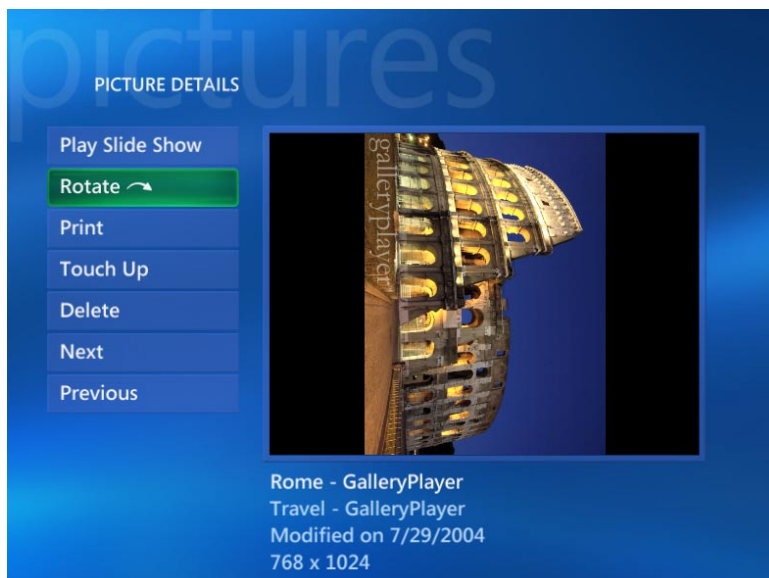 pictures
PICTURE DETAILS
Play Slide Show
Rotate
Print
Touch Up
Delete
Next
Previous
galleryplayer
Rome - GalleryPlayer
Travel - GalleryPlayer
Modified on 7/29/2004
768 x 1024